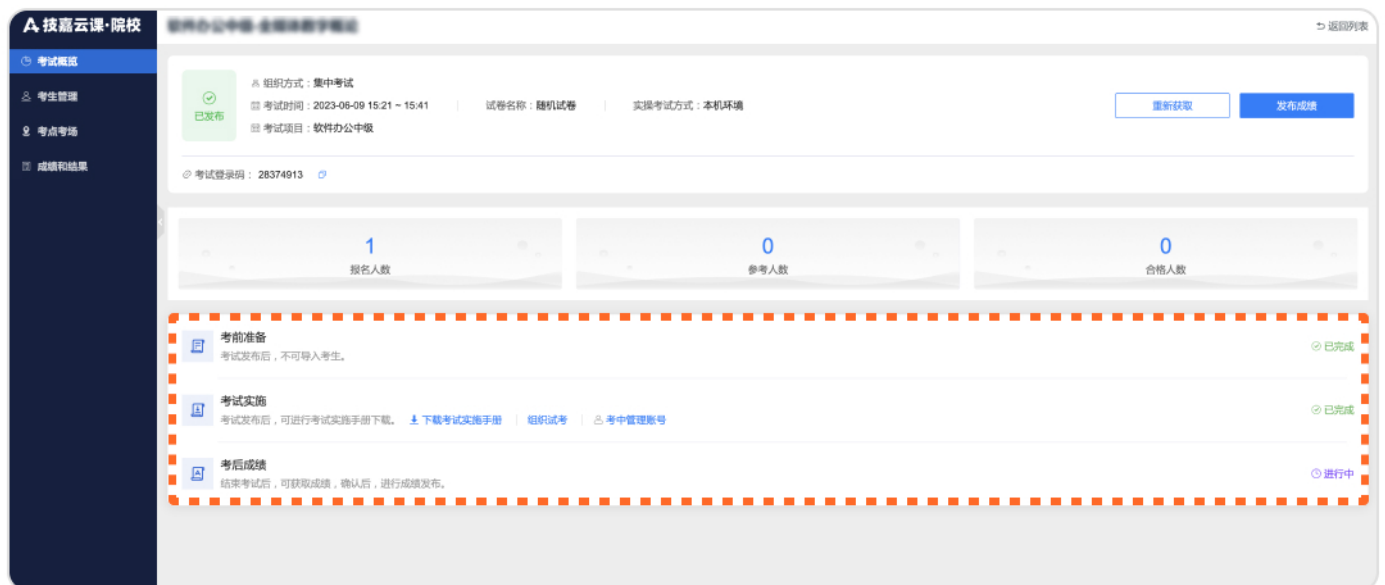 技嘉云课·院校
返回列表
考试概览
考生管理
考点考场
成绩和结果
已发布
组织方式：集中考试
考试时间：2023-06-09 15:21 ~ 15:41 试卷名称：随机试卷 实操考试方式：本机环境
考试项目：软件办公中级
重新获取 发布成绩
考试登录码： 28374913
1 0 0
报名人数 参考人数 合格人数
考前准备
考试发布后，不可导入考生。
已完成
考试实施
考试发布后，可进行考试实施手册下载。 下载考试实施手册 组织试考 考中管理账号
已完成
考后成绩
结束考试后，可获取成绩，确认后，进行成绩发布。
进行中